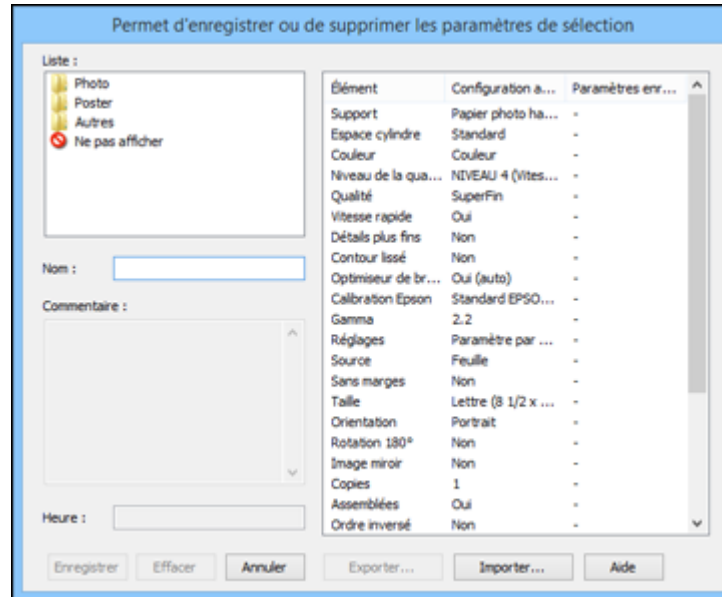 Permet d'enregistrer ou de supprimer les paramètres de sélection
Liste :
Photo
Poster
Autres
Ne pas afficher
Nom :
Commentaire :
Heure :
Élément Configuration a... Paramètres enr...
Support Papier photo ha... -
Espace cylindre Standard -
Couleur Couleur -
Niveau de la qua... NIVEAU 4 (Vites... -
Qualité SuperFin -
Vitesse rapide Oui -
Détails plus fins Non -
Contour lissé Non -
Optimiseur de br... Oui (auto) -
Calibration Epson Standard EPSO... -
Gamma 2.2 -
Réglages Paramètre par ... -
Source Feuille -
Sans marges Non -
Taille Lettre (8 1/2 x ... -
Orientation Portrait -
Rotation 180° Non -
Image miroir Non -
Copies 1 -
Assemblées Oui -
Ordre inversé Non -
Enregistrer Effacer Annuler Exporter... Importer... Aide